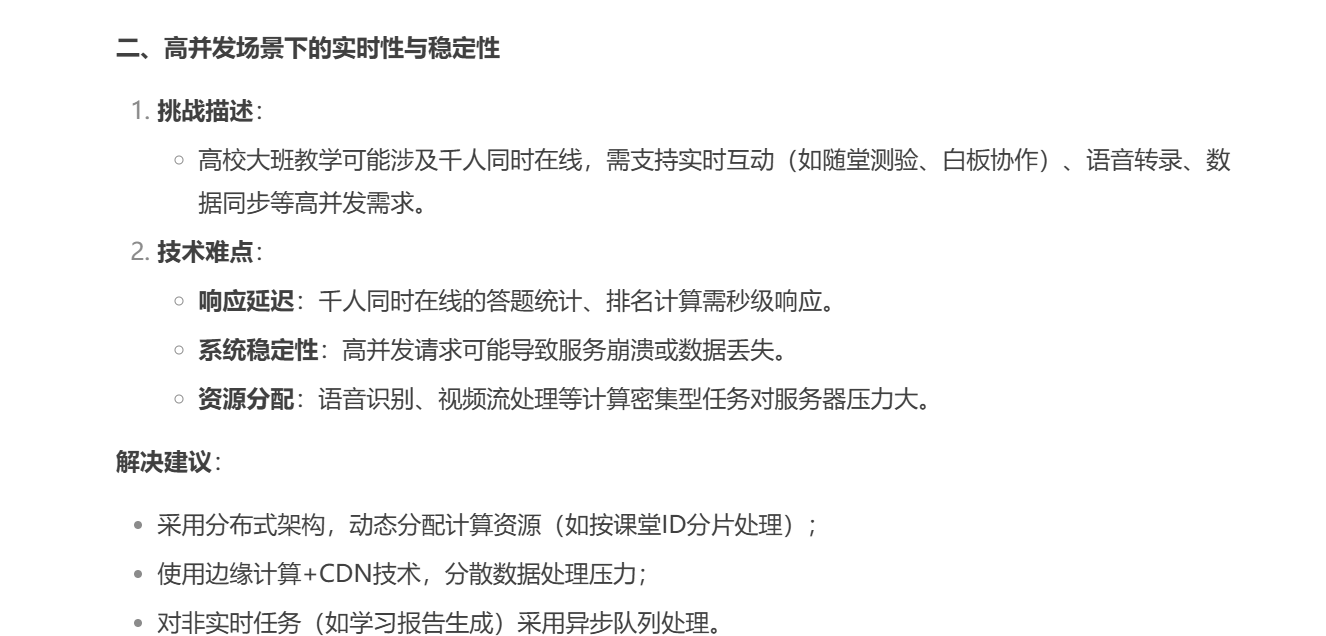 二、高并发场景下的实时性与稳定性
1. 挑战描述：
○ 高校大班教学可能涉及千人同时在线，需支持实时互动（如随堂测验、白板协作）、语音转录、数
据同步等高并发需求。
2. 技术难点：
○ 响应延迟：千人同时在线的答题统计、排名计算需秒级响应。
○ 系统稳定性：高并发请求可能导致服务崩溃或数据丢失。
○ 资源分配：语音识别、视频流处理等计算密集型任务对服务器压力大。
解决建议：
• 采用分布式架构，动态分配计算资源（如按课堂ID分片处理）；
• 使用边缘计算+CDN技术，分散数据处理压力；
• 对非实时任务（如学习报告生成）采用异步队列处理。